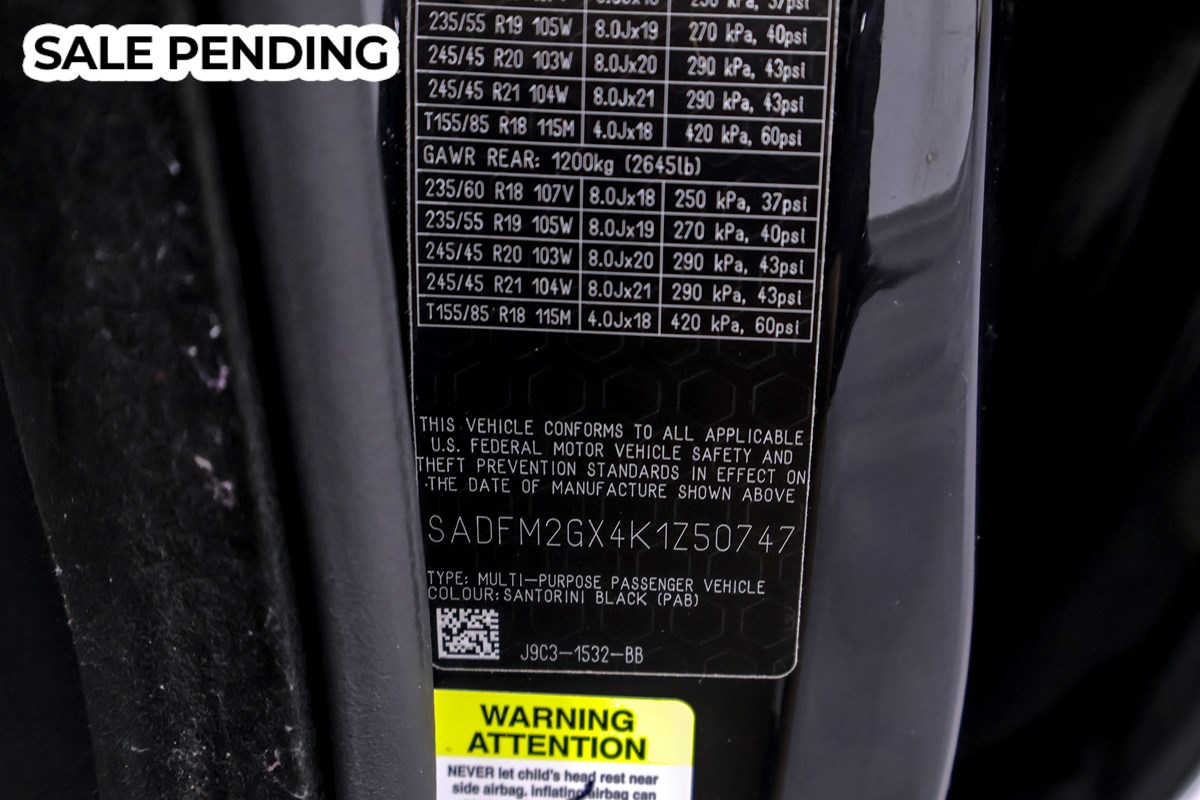 SALE PENDING
235/55 R19 105W 8.0Jx19 270 kPa, 40psi
245/45 R20 103W 8.0Jx20 290 kPa, 43psi
245/45 R21 104W 8.0Jx21 290 kPa, 43psi
T155/85 R18 115M 4.0Jx18 420 kPa, 60psi
GAWR REAR: 1200kg (2645lb)
235/60 R18 107V 8.0Jx18 250 kPa, 37psi
235/55 R19 105W 8.0Jx19 270 kPa, 40psi
245/45 R20 103W 8.0Jx20 290 kPa, 43psi
245/45 R21 104W 8.0Jx21 290 kPa, 43psi
T155/85 R18 115M 4.0Jx18 420 kPa, 60psi
THIS VEHICLE CONFORMS TO ALL APPLICABLE
U.S. FEDERAL MOTOR VEHICLE SAFETY AND
THEFT PREVENTION STANDARDS IN EFFECT ON
THE DATE OF MANUFACTURE SHOWN ABOVE
SADFM2GX4K1Z50747
TYPE: MULTI-PURPOSE PASSENGER VEHICLE
COLOUR: SANTORINI BLACK (PAB)
J9C3-1532-BB
WARNING
ATTENTION
NEVER let child's head rest near
side airbag. inflating airbag can